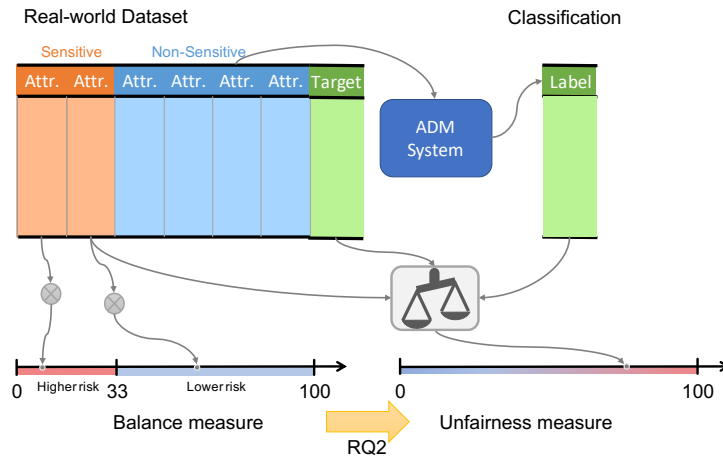 Real-world Dataset
Classification
Sensitive
Non-Sensitive
Attr. Attr. Attr. Attr. Attr. Attr. Target
Label
ADM
System
0 Higher risk 33 Lower risk 100
0 100
Balance measure
Unfairness measure
RQ2